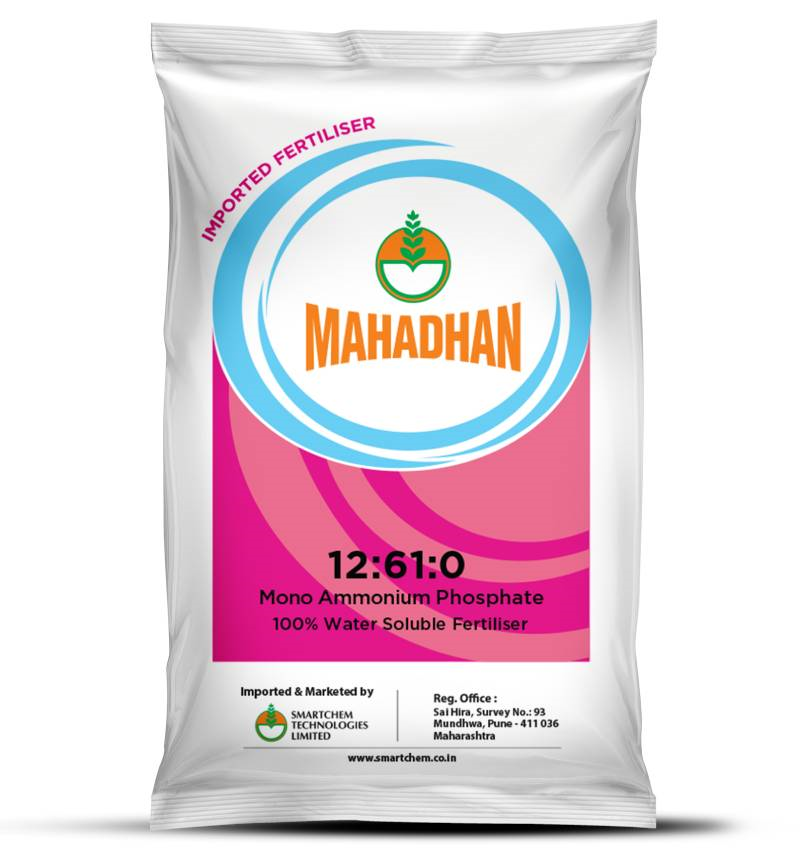 IMPORTED FERTILISER
MAHADHAN
12:61:0
Mono Ammonium Phosphate
100% Water Soluble Fertiliser
Imported & Marketed by
SMARTCHEM
TECHNOLOGIES
LIMITED
Reg. Office :
Sai Hira, Survey No.: 93
Mundhwa, Pune - 411 036
Maharashtra
www.smartchem.co.in